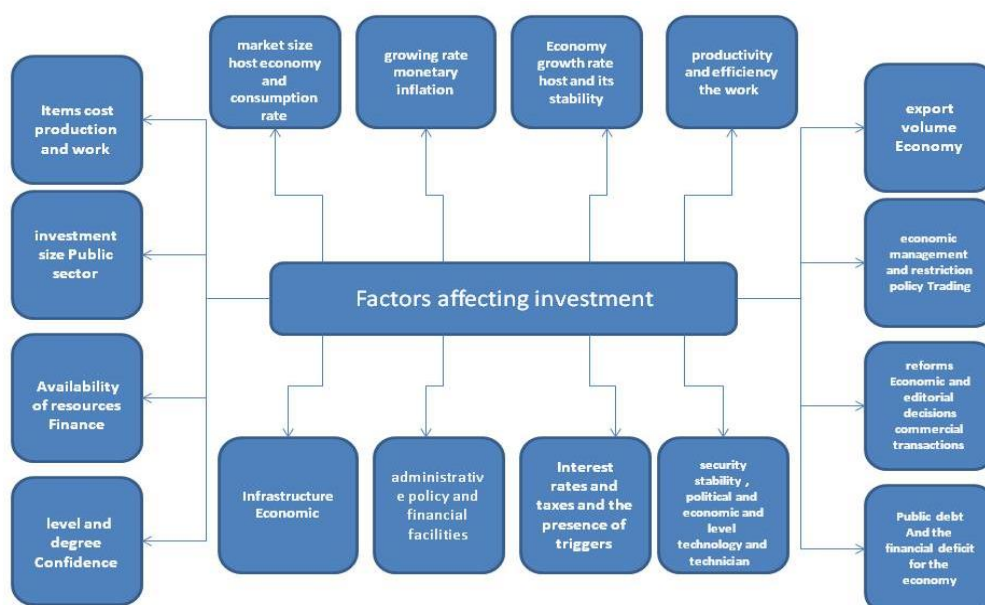 market size
host economy
and
consumption
rate
growing rate
monetary
inflation
Economy
growth rate
host and its
stability
productivity
and efficiency
the work
Items cost
production
and work
export
volume
Economy
investment
size Public
sector
economic
management
and restriction
policy Trading
Factors affecting investment
Availability
of resources
Finance
reforms
Economic and
editorial
decisions
commercial
transactions
level and
degree
Confidence
Infrastructure
Economic
administrativ
e policy and
financial
facilities
Interest
rates and
taxes and the
presence of
triggers
security
stability ,
political and
economic and
level
technology and
technician
Public debt
And the
financial deficit
for the
economy